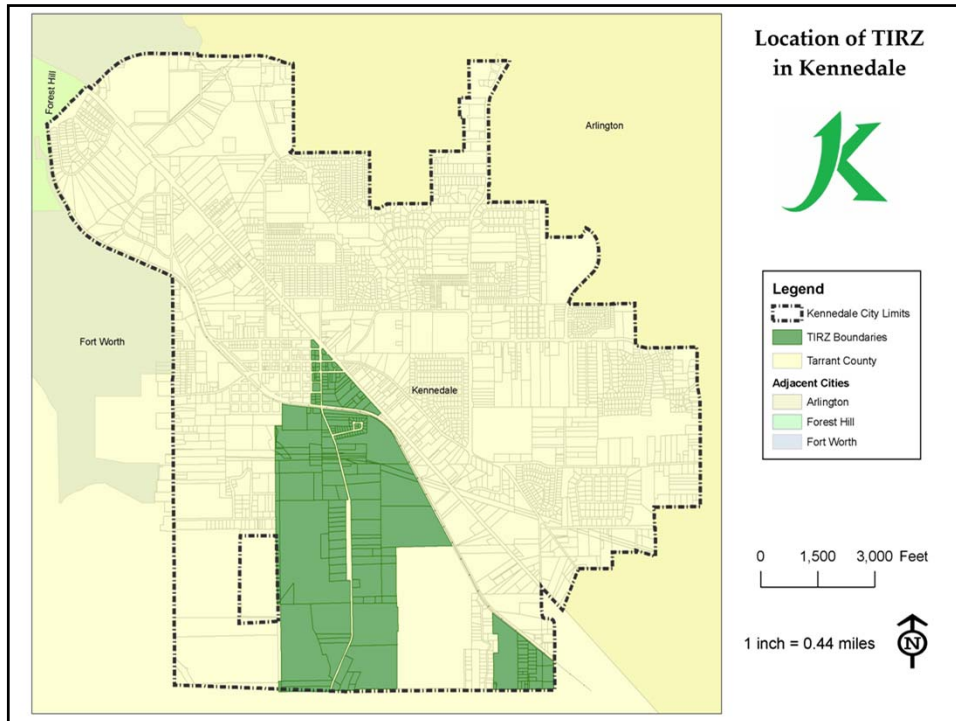 Location of TIRZ
in Kennedale
K
Forest Hill
Arlington
Fort Worth
Kennedale
Legend
Kennedale City Limits
TIRZ Boundaries
Tarrant County
Adjacent Cities
Arlington
Forest Hill
Fort Worth
0 1,500 3,000 Feet
1 inch = 0.44 miles
N